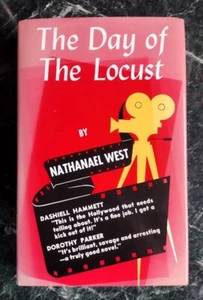 The Day of
The Locust
BY
NATHANAEL WEST
DASHIELL HAMMETT
"This is the Hollywood that needs
telling about. It's a fine job. I got a
kick out of it!"
DOROTHY PARKER
"It's brilliant, savage and arresting
—a truly good novel."